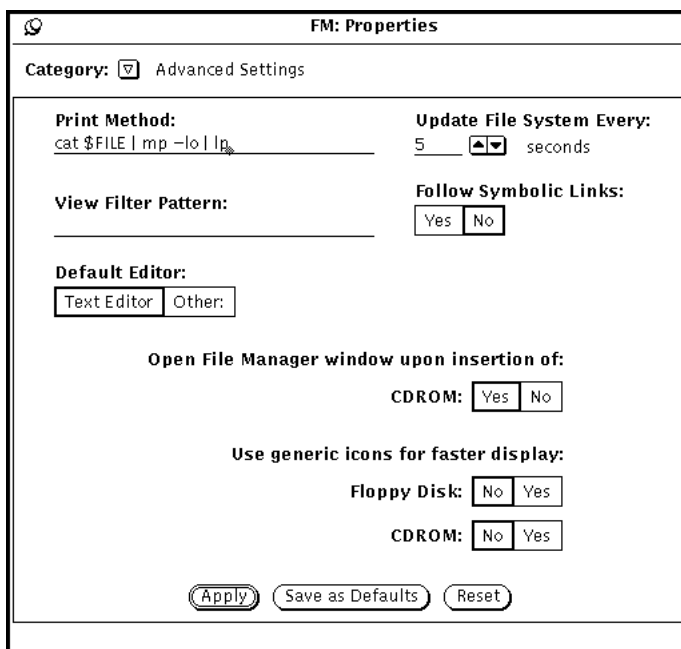 FM: Properties
Category: Advanced Settings
Print Method:
cat $FILE | mp –lo | lp
Update File System Every:
5 seconds
View Filter Pattern:
Follow Symbolic Links:
Yes No
Default Editor:
Text Editor Other:
Open File Manager window upon insertion of:
CDROM: Yes No
Use generic icons for faster display:
Floppy Disk: No Yes
CDROM: No Yes
Apply Save as Defaults Reset